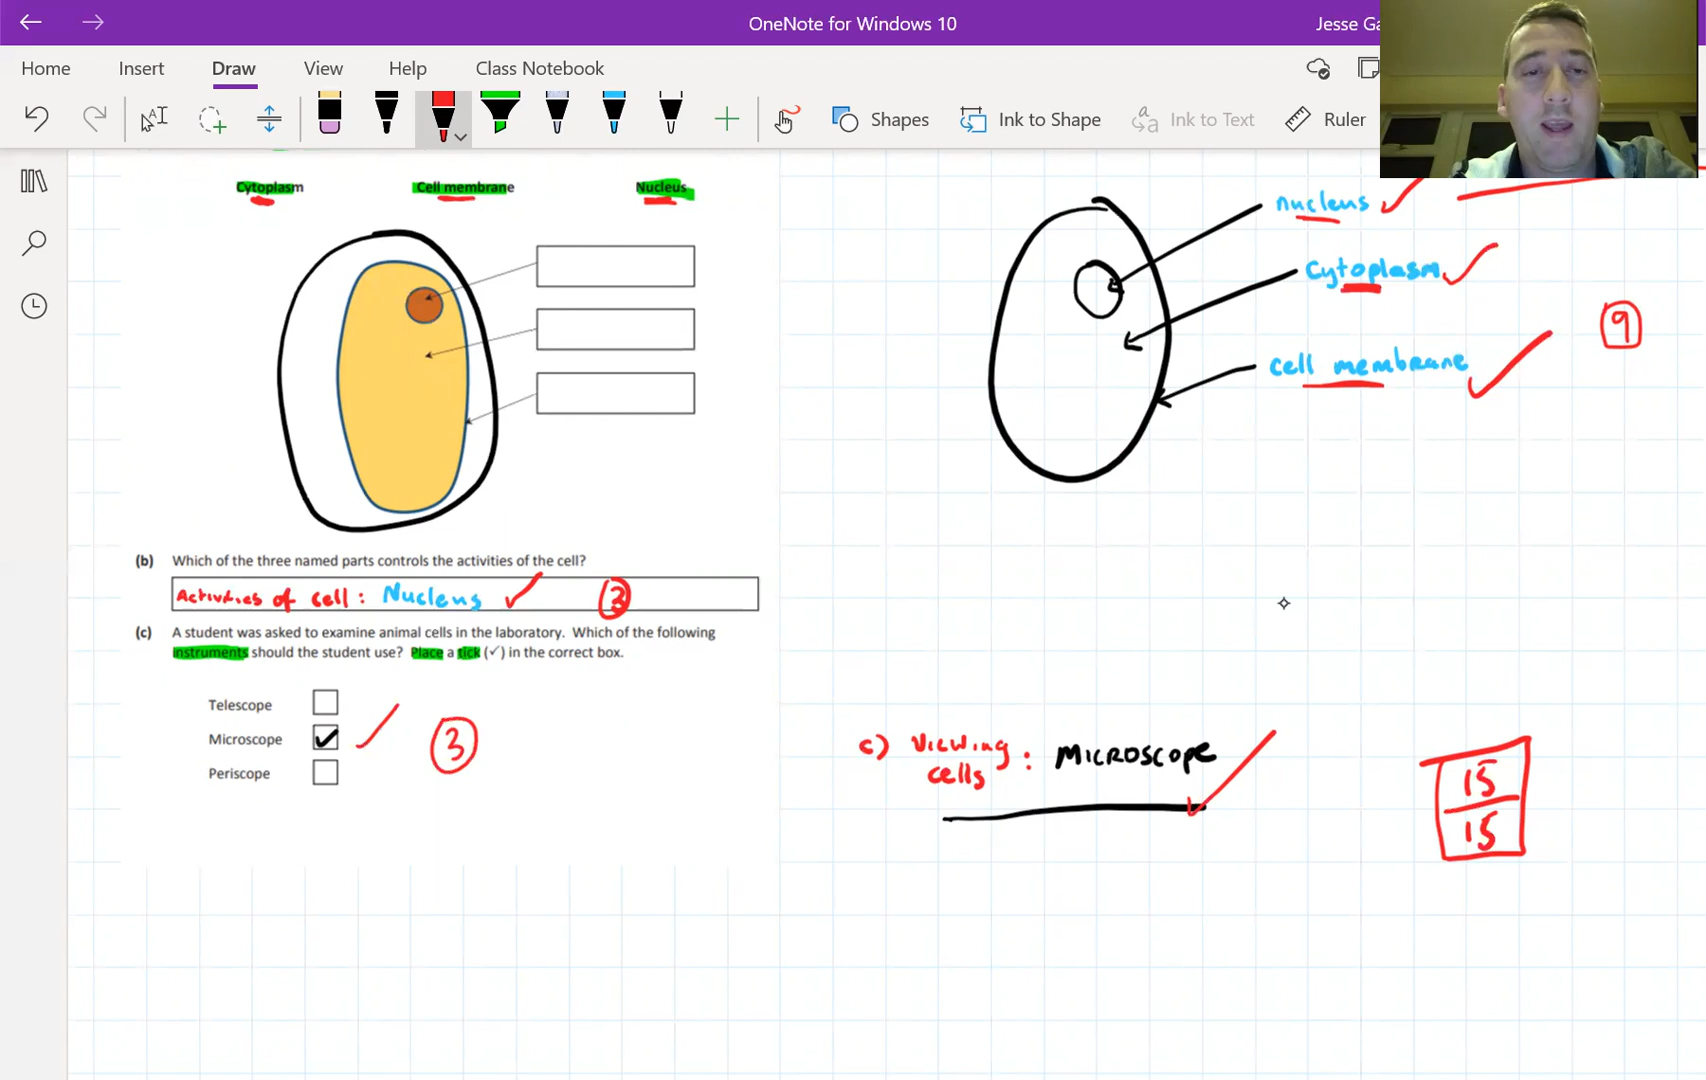 OneNote for Windows 10
Jesse Ga
Home Insert Draw View Help Class Notebook
Shapes Ink to Shape Ink to Text Ruler
Cytoplasm Cell membrane Nucleus
(b) Which of the three named parts controls the activities of the cell?
Activities of cell : Nucleus 3
(c) A student was asked to examine animal cells in the laboratory. Which of the following
instruments should the student use? Place a tick (✓) in the correct box.
Telescope
Microscope
3
Periscope
nucleus
Cytoplasm
9
cell membrane
c) Viewing cells : MICROSCOPE
15
15